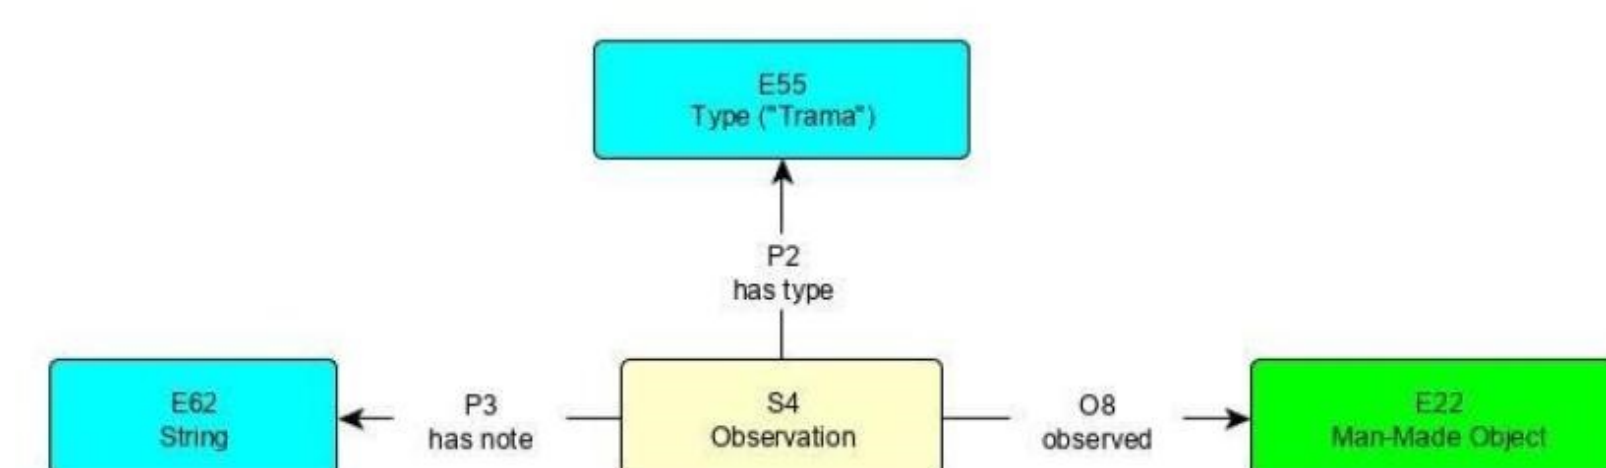 E55
Type ("Trama")
P2
has type
E62
String
P3
has note
S4
Observation
O8
observed
E22
Man-Made Object